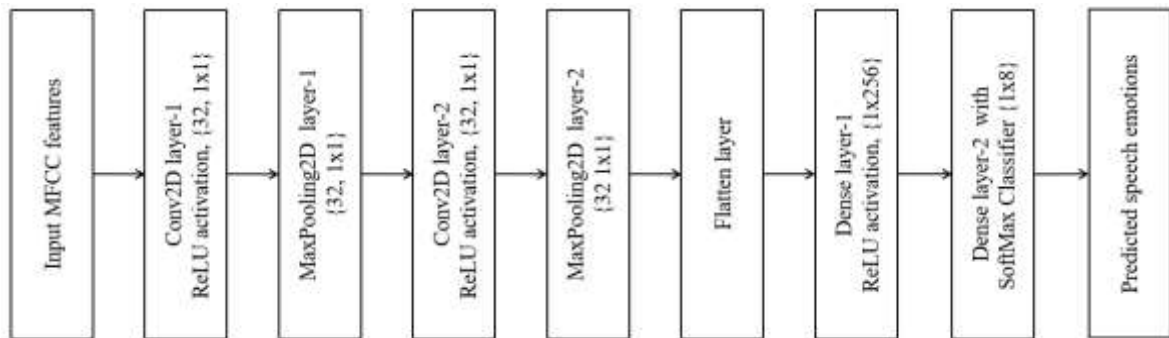 Input MFCC features
Conv2D layer-1
ReLU activation, {32, 1x1}
MaxPooling2D layer-1
{32, 1x1}
Conv2D layer-2
ReLU activation, {32, 1x1}
MaxPooling2D layer-2
{32 1x1}
Flatten layer
Dense layer-1
ReLU activation, {1x256}
Dense layer-2 with
SoftMax Classifier {1x8}
Predicted speech emotions